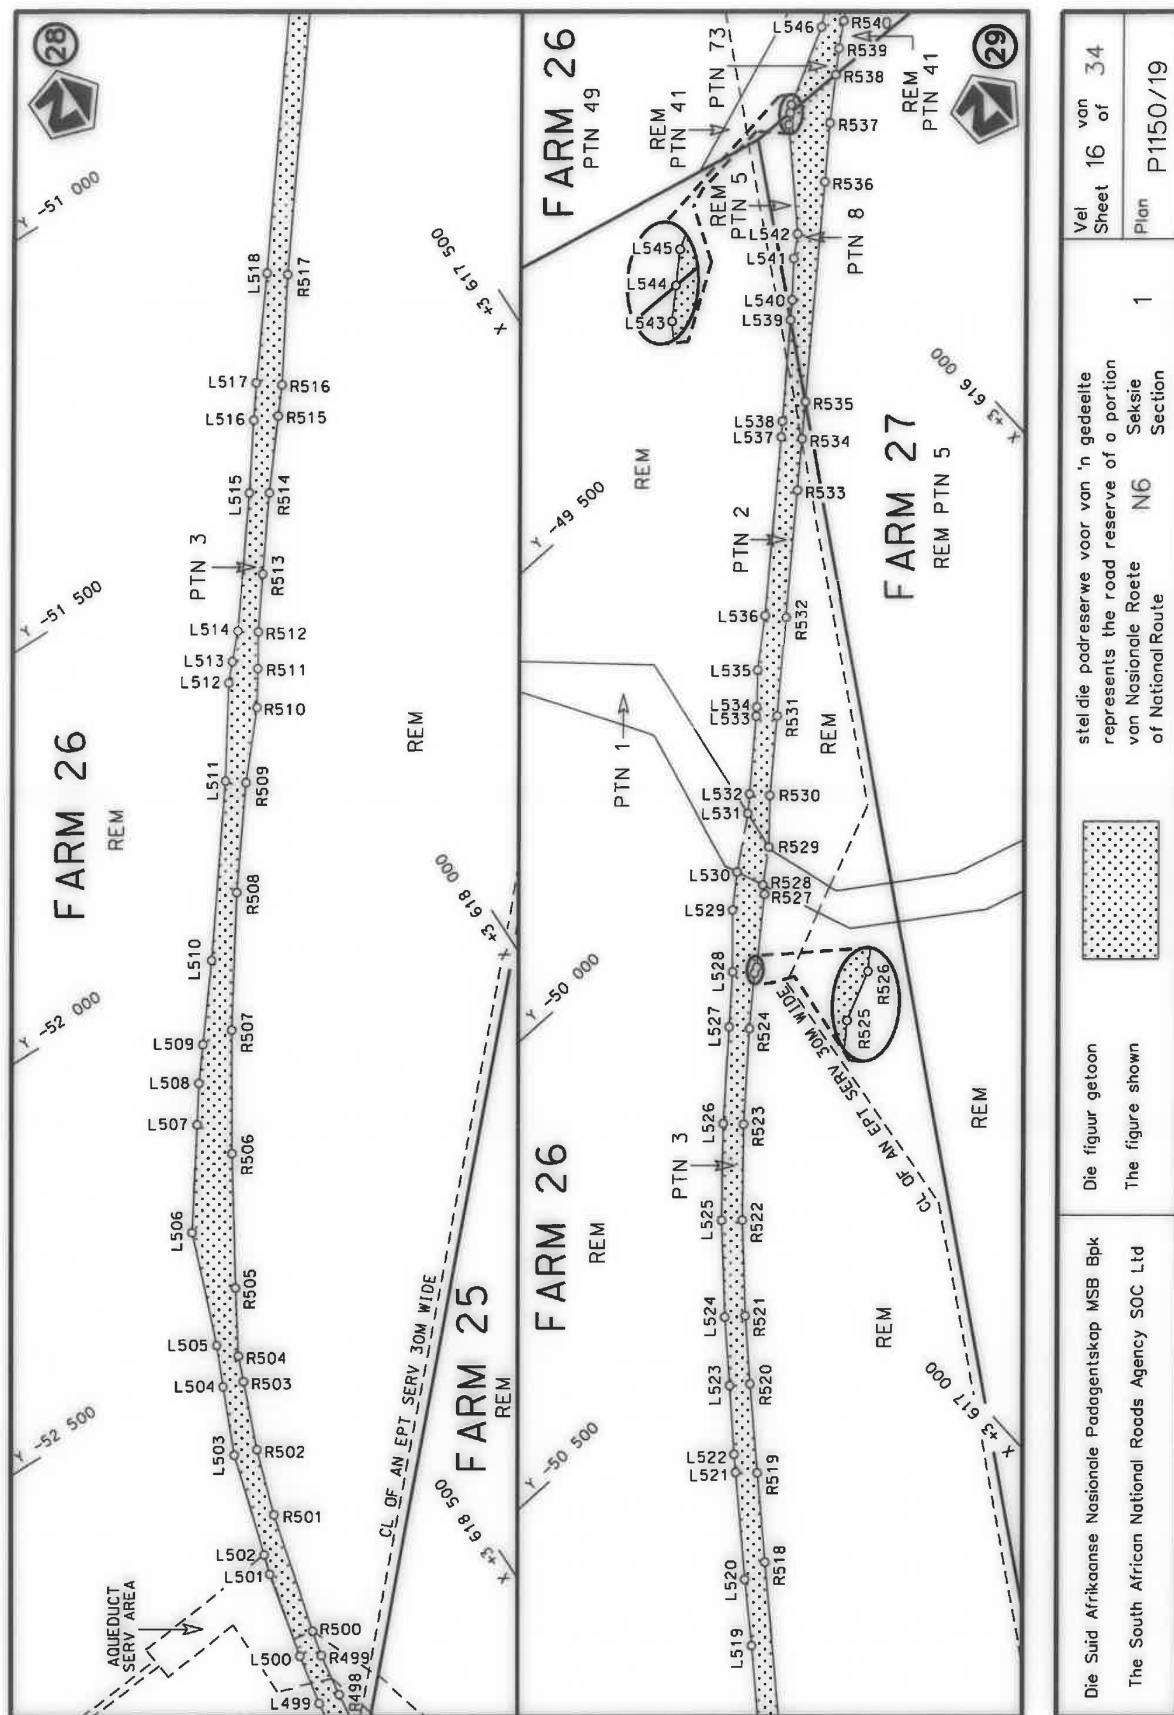 28
Y -51 000
L518
R517
X +3 617 500
L517
R516
L516
R515
L515
R514
PTN 3
R513
Y -51 500
L514
R512
L513
R511
L512
R510
FARM 26
REM
REM
L511
R509
R508
X +3 618 000
L510
Y -52 000
L509
R507
L508
L507
R506
L506
R505
L505
R504
L504
R503
Y -52 500
L503
R502
R501
CL OF AN EPT SERV 30M WIDE
FARM 25
REM
X +3 618 500
L502
L501
AQUEDUCT
SERV AREA
R500
L500
R499
R498
L499
FARM 26
PTN 49
REM
PTN 41
PTN 73
L546
R540
R539
R538
REM
PTN 41
29
R537
R536
REM
PTN 5
L545
L544
L543
L542
L541
PTN 8
L540
L539
X +3 616 000
R535
L538
L537
R534
R533
REM
Y -49 500
PTN 2
FARM 27
REM PTN 5
L536
R532
L535
L534
L533
R531
REM
PTN 1
L532
R530
L531
R529
L530
R528
R527
L529
L528
R526
R525
Y -50 000
L527
R524
CL OF AN EPT SERV 30M WIDE
REM
L526
R523
PTN 3
FARM 26
REM
L525
R522
L524
R521
REM
L523
R520
X +3 617 000
Y -50 500
L522
L521
R519
L520
R518
L519
Die Suid Afrikaanse Nasionale Padagentskap MSB Bpk
The South African National Roads Agency SOC Ltd
Die figuur getoon
The figure shown
stel die padreserwe voor van 'n gedeelte
represents the road reserve of a portion
van Nasionale Roete N6 Seksie 1
of National Route Section
Vel 16 van 34
Sheet of
Plan P1150/19